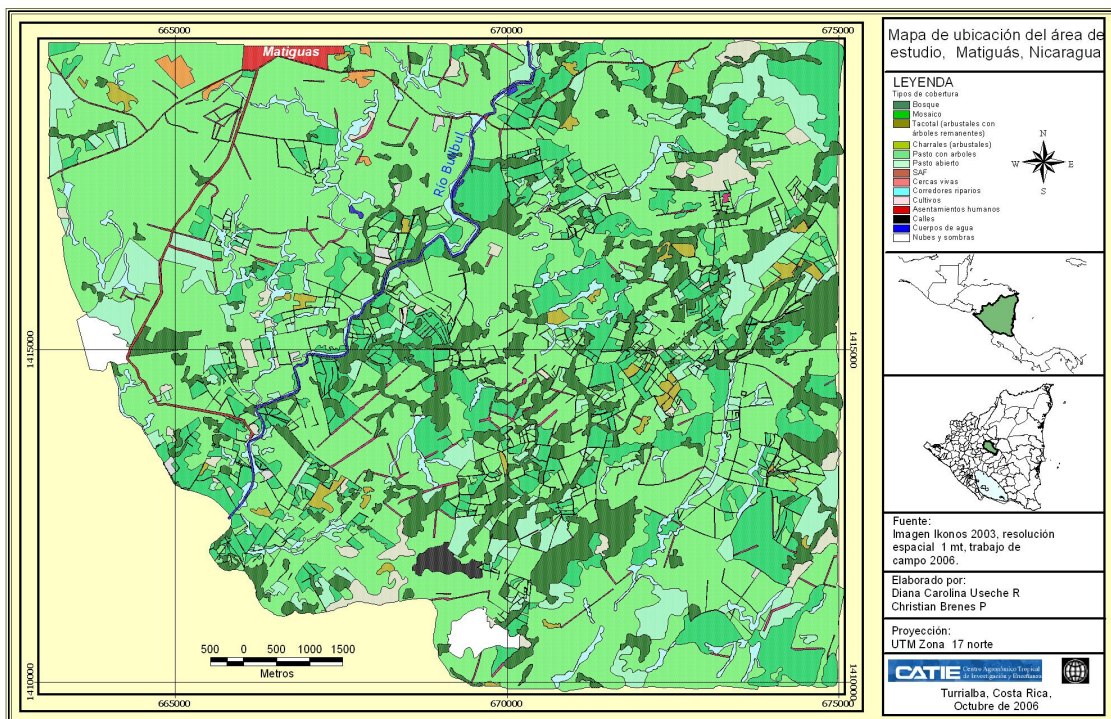 Mapa de ubicación del área de
estudio, Matiguás, Nicaragua
LEYENDA
Tipos de cobertura
Bosque
Mosaico
Tacotal (arbustales con
árboles remanentes)
Charrales (arbustales)
Pasto con arboles
Pasto abierto
SAF
Cercas vivas
Corredores riparios
Cultivos
Asentamientos humanos
Calles
Cuerpos de agua
Nubes y sombras
N
W E
S
665000 670000 675000
Matiguas
Río Bulbul
1415000 1415000
500 0 500 1000 1500
Metros
1410000 1410000
665000 670000 675000
Fuente:
Imagen Ikonos 2003, resolución
espacial 1 mt, trabajo de
campo 2006.
Elaborado por:
Diana Carolina Useche R
Christian Brenes P
Proyección:
UTM Zona 17 norte
CATIE Centro Agronómico Tropical
de Investigación y Enseñanza
Turrialba, Costa Rica,
Octubre de 2006